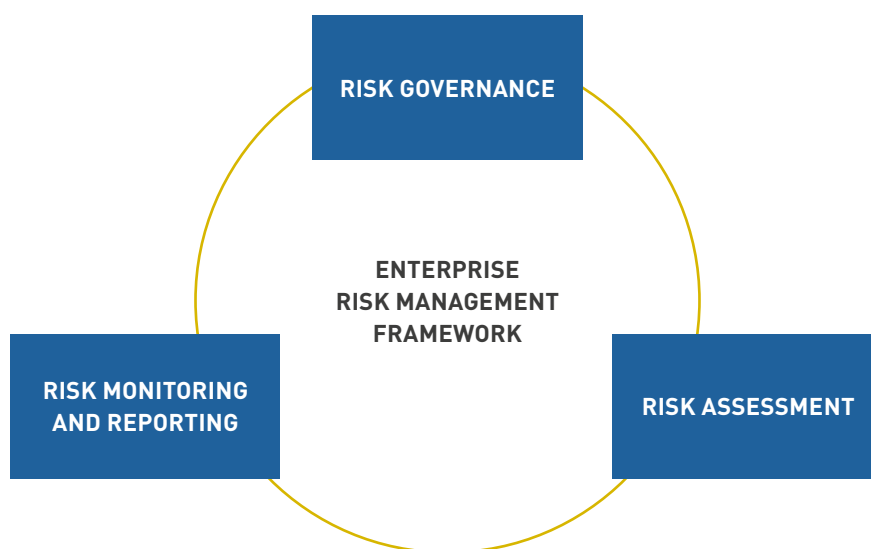 RISK GOVERNANCE
ENTERPRISE
RISK MANAGEMENT
FRAMEWORK
RISK MONITORING
AND REPORTING
RISK ASSESSMENT